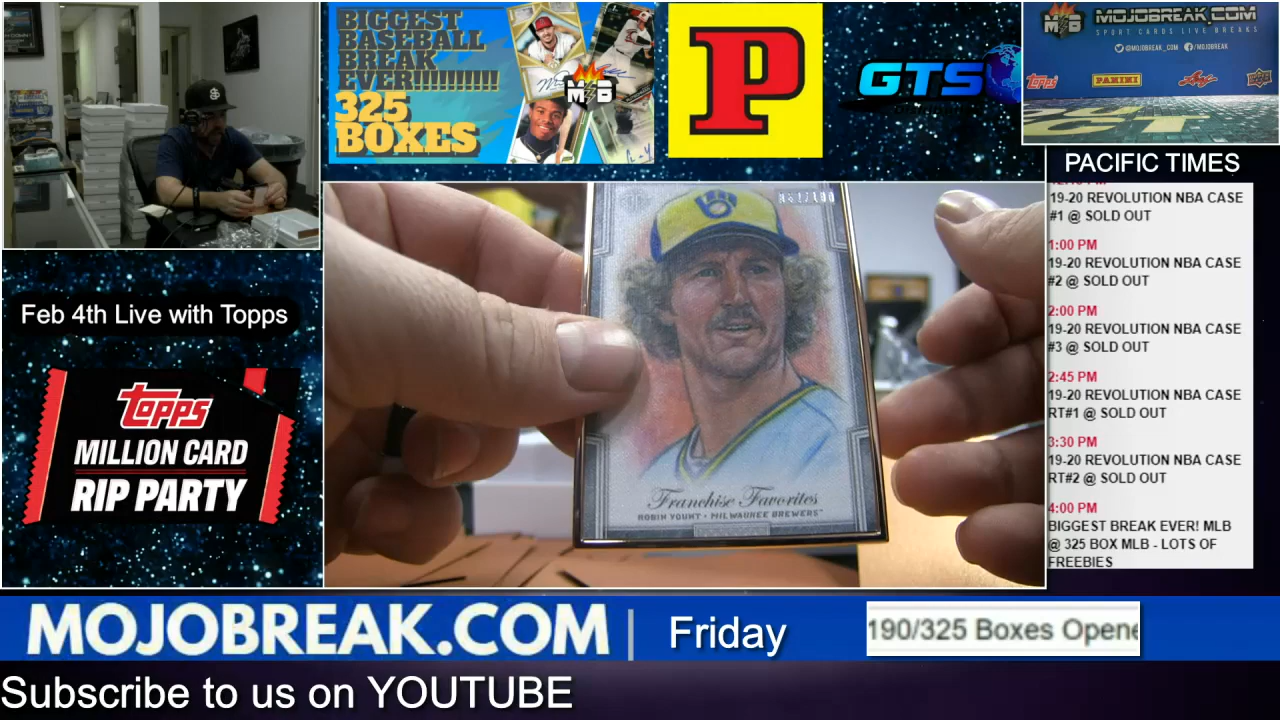 BIGGEST
BASEBALL
BREAK
EVER!!!!!!!!!!!
325
BOXES
MB
P
GTS
MB MOJOBREAK.COM
SPORT CARDS LIVE BREAKS
@MOJOBREAK_COM /MOJOBREAK
topps PANINI
PACIFIC TIMES
19-20 REVOLUTION NBA CASE
#1 @ SOLD OUT
1:00 PM
19-20 REVOLUTION NBA CASE
#2 @ SOLD OUT
2:00 PM
19-20 REVOLUTION NBA CASE
#3 @ SOLD OUT
2:45 PM
19-20 REVOLUTION NBA CASE
RT#1 @ SOLD OUT
3:30 PM
19-20 REVOLUTION NBA CASE
RT#2 @ SOLD OUT
4:00 PM
BIGGEST BREAK EVER! MLB
@ 325 BOX MLB - LOTS OF
FREEBIES
Feb 4th Live with Topps
topps
MILLION CARD
RIP PARTY
Franchise Favorites
ROBIN YOUNT • MILWAUKEE BREWERS
MOJOBREAK.COM | Friday
190/325 Boxes Opene
Subscribe to us on YOUTUBE